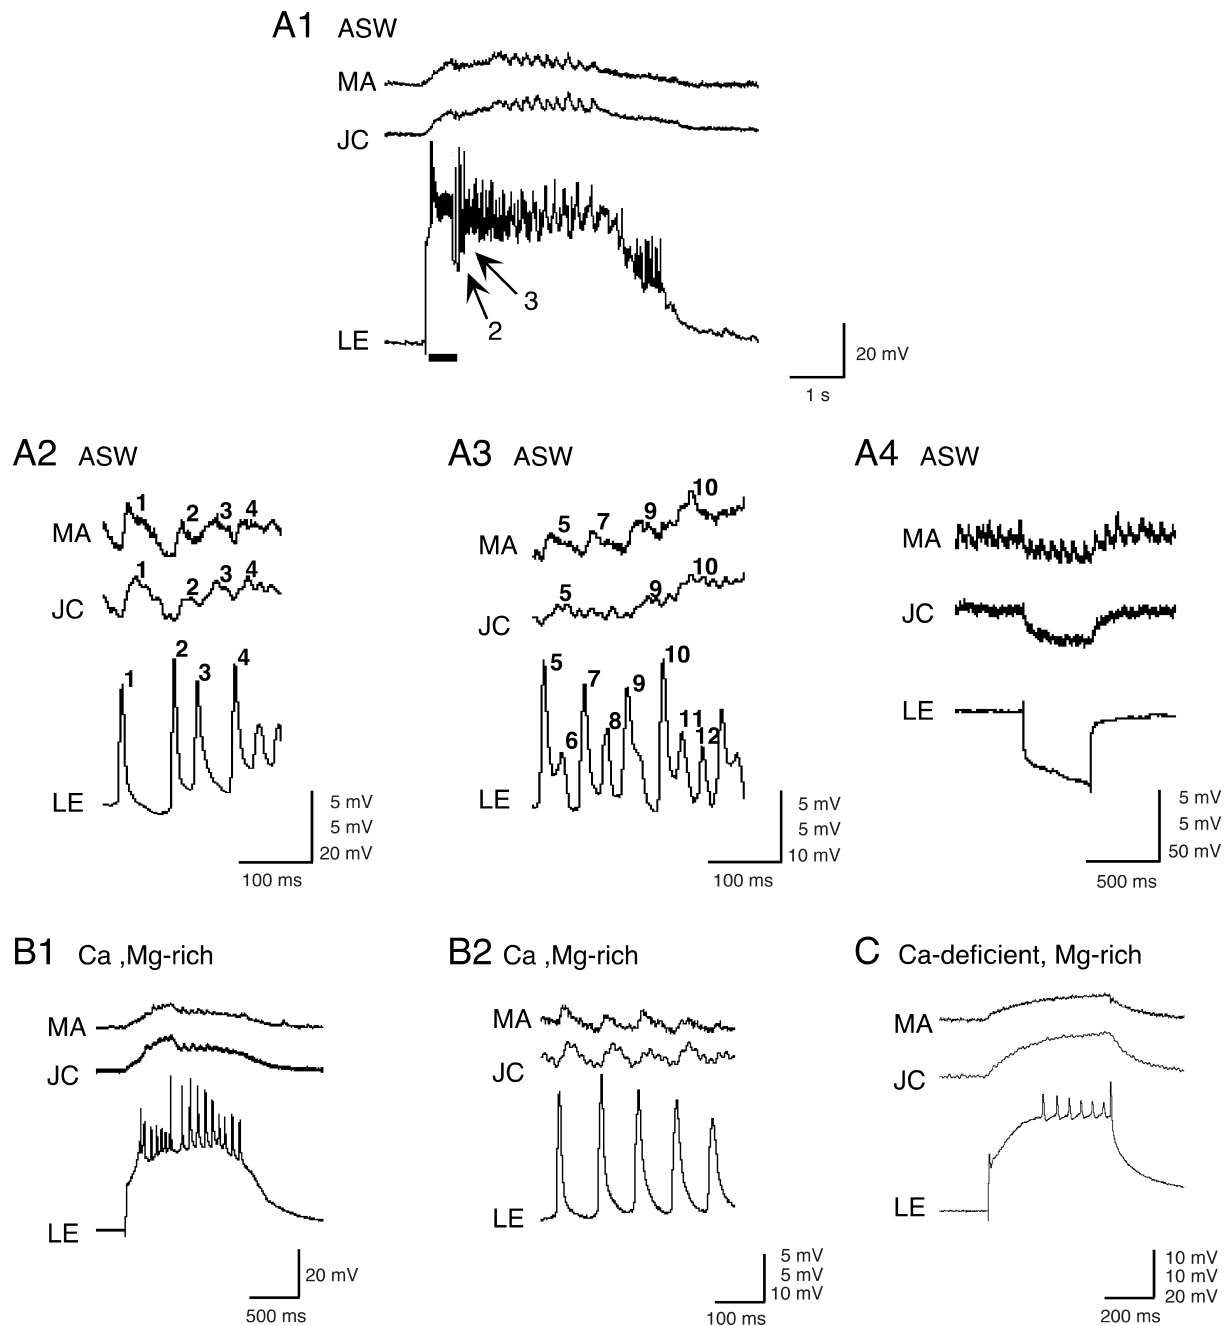 A1 ASW
MA
JC
3
2
LE
20 mV
1 s
A2 ASW
1
2 3 4
MA
1
2 3 4
JC
1 2 3 4
LE
5 mV
5 mV
20 mV
100 ms
A3 ASW
5 7 9 10
MA
5 9 10
JC
5 6 7 8 9 10 11 12
LE
5 mV
5 mV
10 mV
100 ms
A4 ASW
MA
JC
LE
5 mV
5 mV
50 mV
500 ms
B1 Ca ,Mg-rich
MA
JC
LE
20 mV
500 ms
B2 Ca ,Mg-rich
MA
JC
LE
5 mV
5 mV
10 mV
100 ms
C Ca-deficient, Mg-rich
MA
JC
LE
10 mV
10 mV
20 mV
200 ms